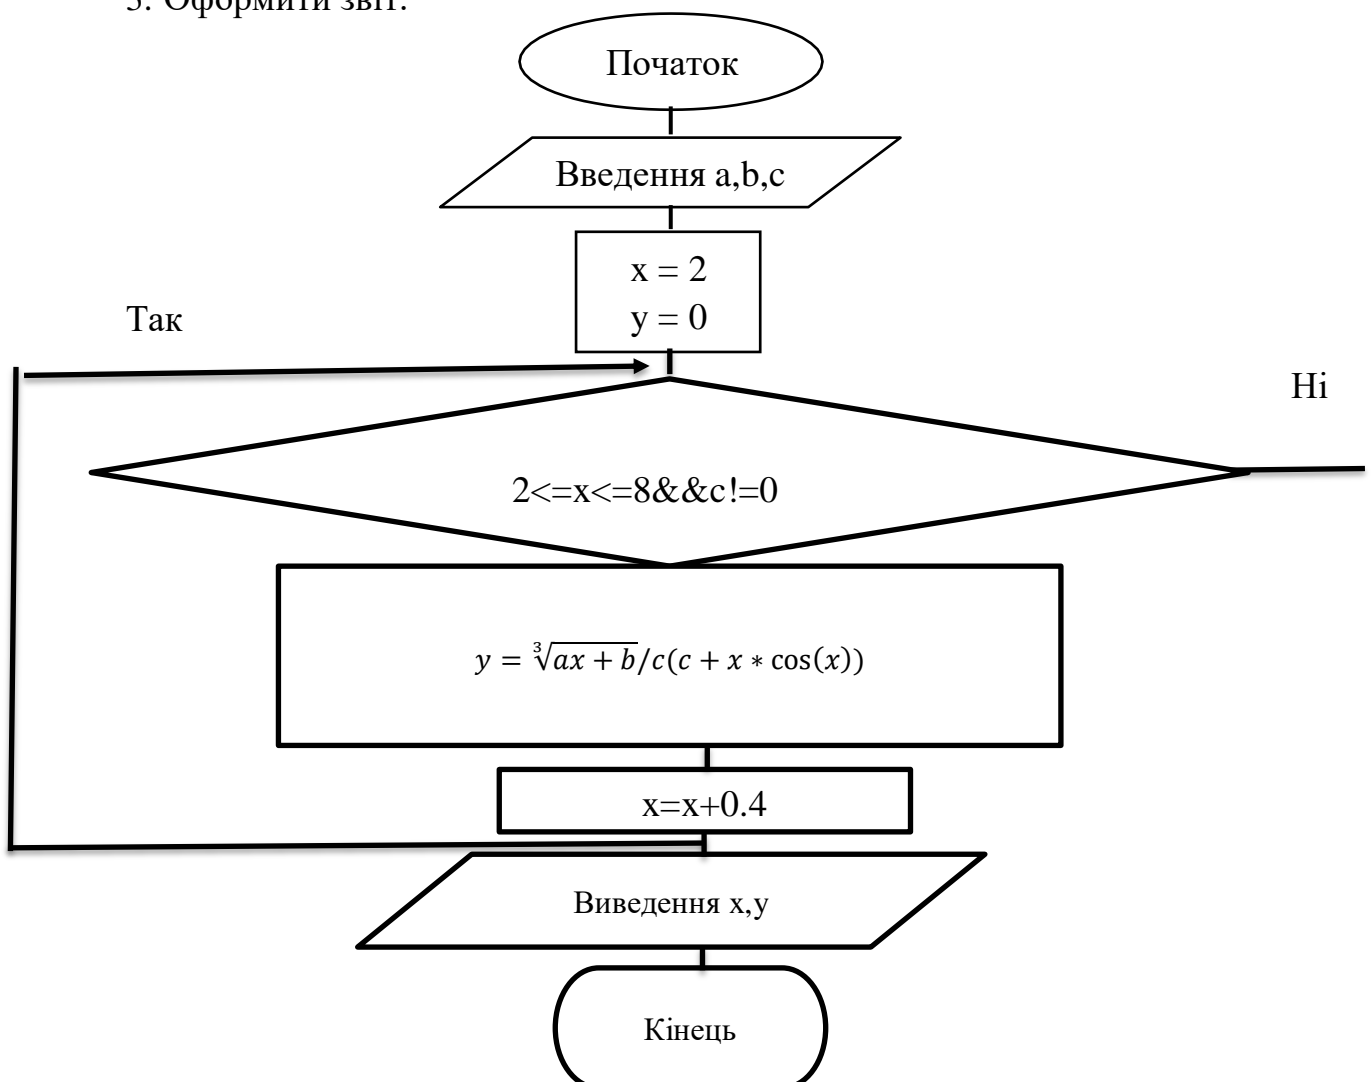 3. Оформити звіт.
Початок
Введення a,b,c
x = 2
y = 0
Так
Ні
2<=x<=8&&c!=0
y = ∛(ax + b)/c(c + x * cos(x))
x=x+0.4
Виведення x,y
Кінець